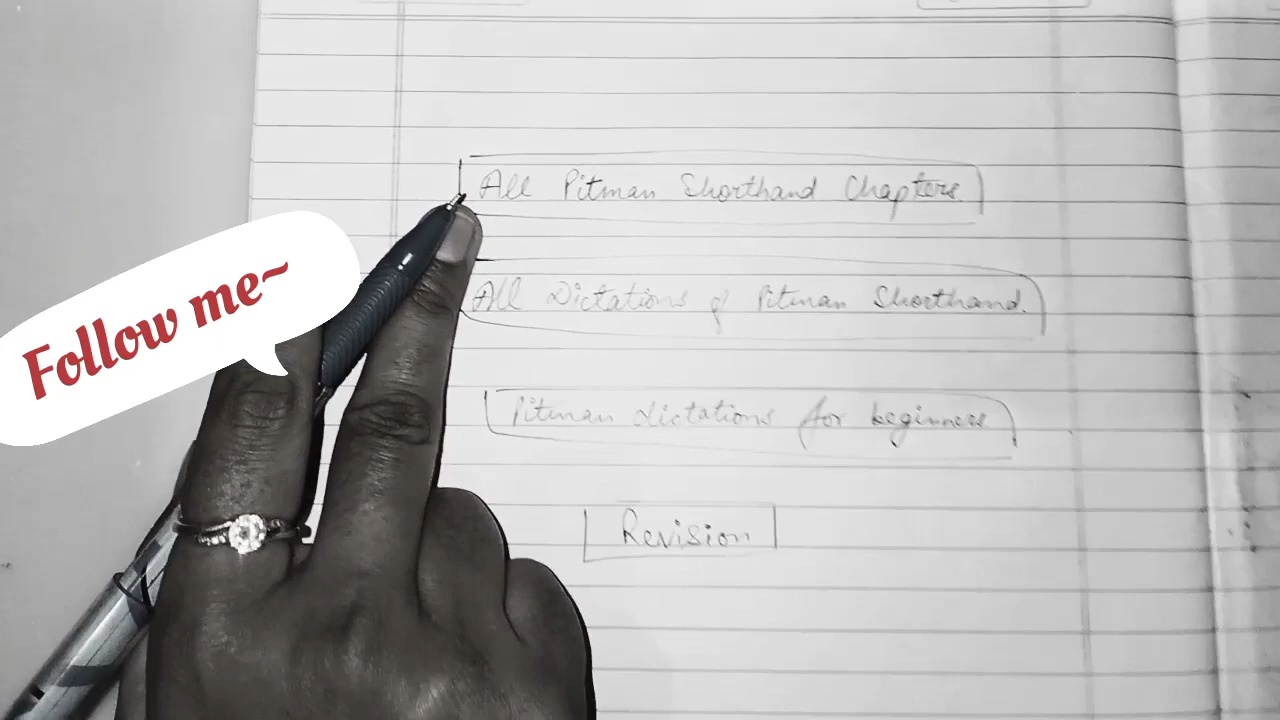 All Pitman Shorthand Chapters.
Follow me~
All Dictations of Pitman Shorthand.
Pitman dictations for beginners
Revision